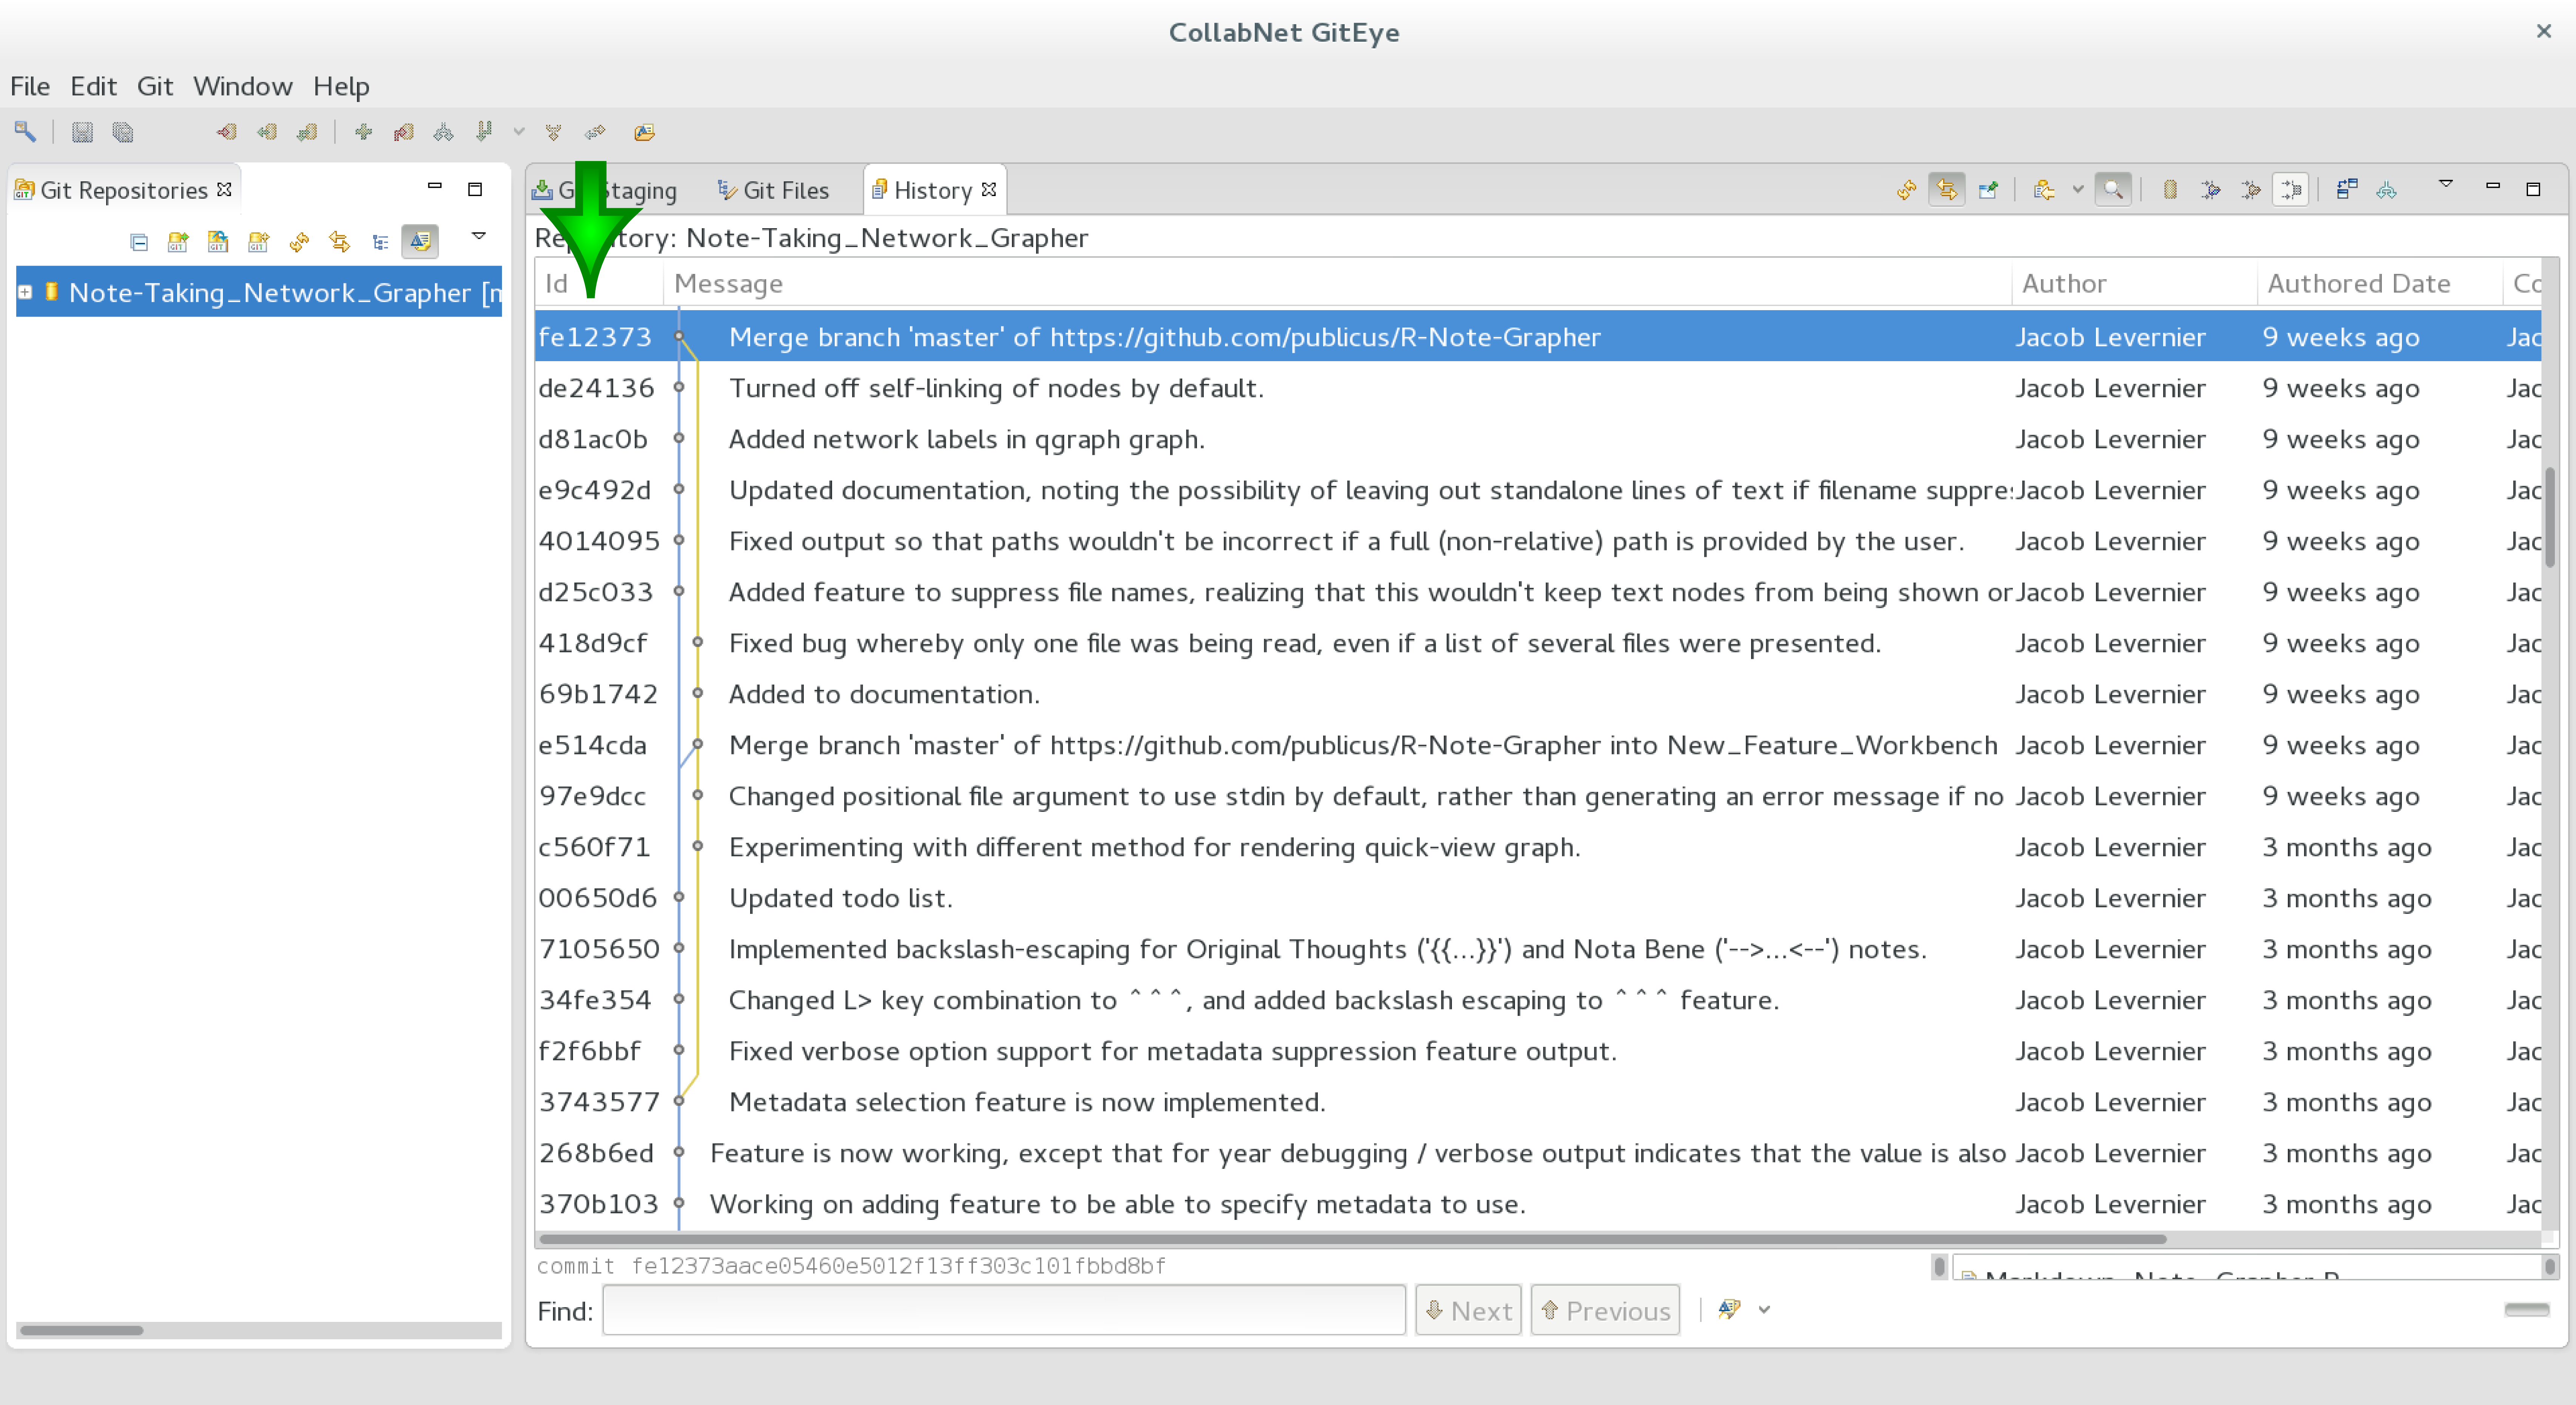 CollabNet GitEye
File Edit Git Window Help
Git Repositories
Note-Taking_Network_Grapher
Staging Git Files History
Repository: Note-Taking_Network_Grapher
Id Message Author Authored Date
fe12373 Merge branch 'master' of https://github.com/publicus/R-Note-Grapher Jacob Levernier 9 weeks ago Jac
de24136 Turned off self-linking of nodes by default. Jacob Levernier 9 weeks ago Jac
d81ac0b Added network labels in qgraph graph. Jacob Levernier 9 weeks ago Jac
e9c492d Updated documentation, noting the possibility of leaving out standalone lines of text if filename suppre Jacob Levernier 9 weeks ago Jac
4014095 Fixed output so that paths wouldn't be incorrect if a full (non-relative) path is provided by the user. Jacob Levernier 9 weeks ago Jac
d25c033 Added feature to suppress file names, realizing that this wouldn't keep text nodes from being shown or Jacob Levernier 9 weeks ago Jac
418d9cf Fixed bug whereby only one file was being read, even if a list of several files were presented. Jacob Levernier 9 weeks ago Jac
69b1742 Added to documentation. Jacob Levernier 9 weeks ago Jac
e514cda Merge branch 'master' of https://github.com/publicus/R-Note-Grapher into New_Feature_Workbench Jacob Levernier 9 weeks ago Jac
97e9dcc Changed positional file argument to use stdin by default, rather than generating an error message if no Jacob Levernier 9 weeks ago Jac
c560f71 Experimenting with different method for rendering quick-view graph. Jacob Levernier 3 months ago Jac
00650d6 Updated todo list. Jacob Levernier 3 months ago Jac
7105650 Implemented backslash-escaping for Original Thoughts ('{{...}}') and Nota Bene ('-->...<--') notes. Jacob Levernier 3 months ago Jac
34fe354 Changed L> key combination to ^^^, and added backslash escaping to ^^^ feature. Jacob Levernier 3 months ago Jac
f2f6bbf Fixed verbose option support for metadata suppression feature output. Jacob Levernier 3 months ago Jac
3743577 Metadata selection feature is now implemented. Jacob Levernier 3 months ago Jac
268b6ed Feature is now working, except that for year debugging / verbose output indicates that the value is also Jacob Levernier 3 months ago Jac
370b103 Working on adding feature to be able to specify metadata to use. Jacob Levernier 3 months ago Jac
commit fe12373aace05460e5012f13ff303c101fbbd8bf
Find: Next Previous